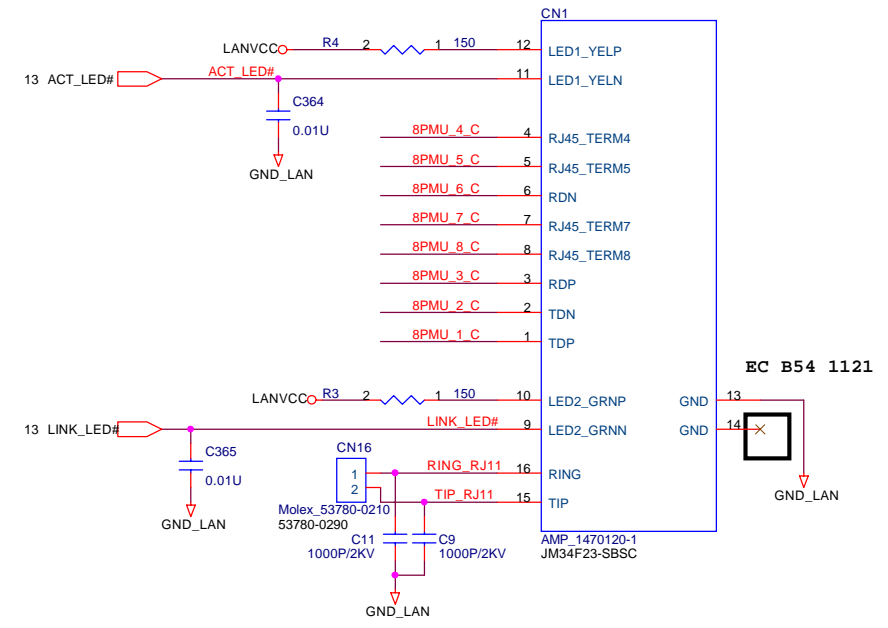 CN1
LANVCC R4 2 1 150 12 LED1_YELP
13 ACT_LED# ACT_LED# 11 LED1_YELN
C364
0.01U
GND_LAN
8PMU_4_C 4 RJ45_TERM4
8PMU_5_C 5 RJ45_TERM5
8PMU_6_C 6 RDN
8PMU_7_C 7 RJ45_TERM7
8PMU_8_C 8 RJ45_TERM8
8PMU_3_C 3 RDP
8PMU_2_C 2 TDN
8PMU_1_C 1 TDP
EC B54 1121
LANVCC R3 2 1 150 10 LED2_GRNP GND 13
13 LINK_LED# LINK_LED# 9 LED2_GRNN GND 14
C365
0.01U
GND_LAN
CN16
1 RING_RJ11 16 RING
2 TIP_RJ11 15 TIP
Molex_53780-0210
53780-0290
GND_LAN
C11
1000P/2KV
C9
1000P/2KV
AMP_1470120-1
JM34F23-SBSC
GND_LAN